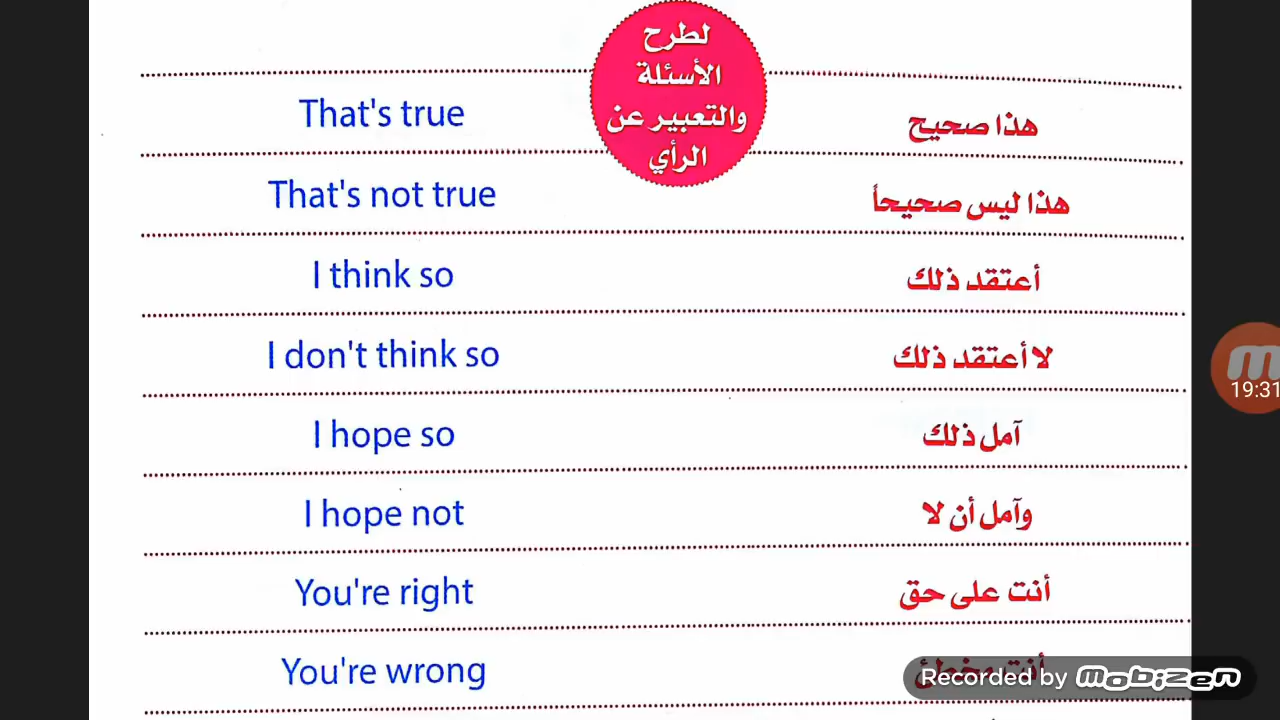 لطرح
الأسئلة
والتعبير عن
الرأي
That's true
هذا صحيح
That's not true
هذا ليس صحيحاً
I think so
أعتقد ذلك
I don't think so
لا أعتقد ذلك
I hope so
آمل ذلك
I hope not
وآمل أن لا
You're right
أنت على حق
You're wrong
أنت مخطئ
19:31
Recorded by mobizen